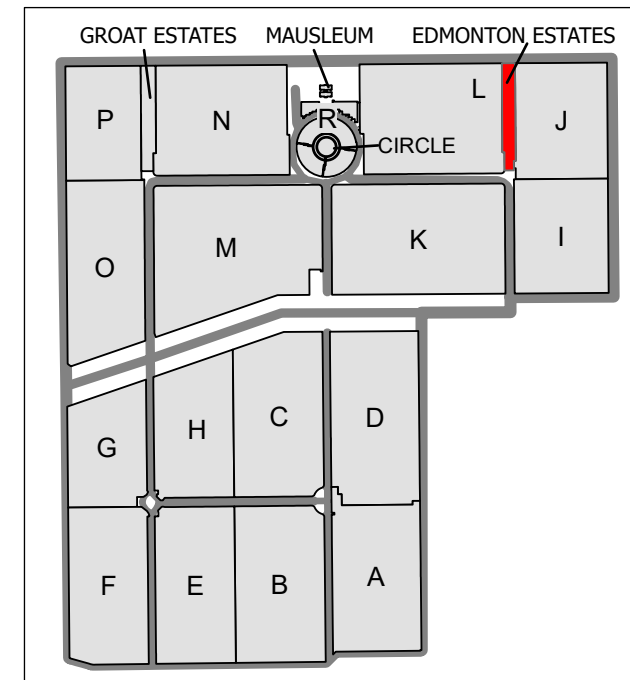 GROAT ESTATES MAUSLEUM EDMONTON ESTATES
P N R L J
CIRCLE
O M K I
G H C D
F E B A